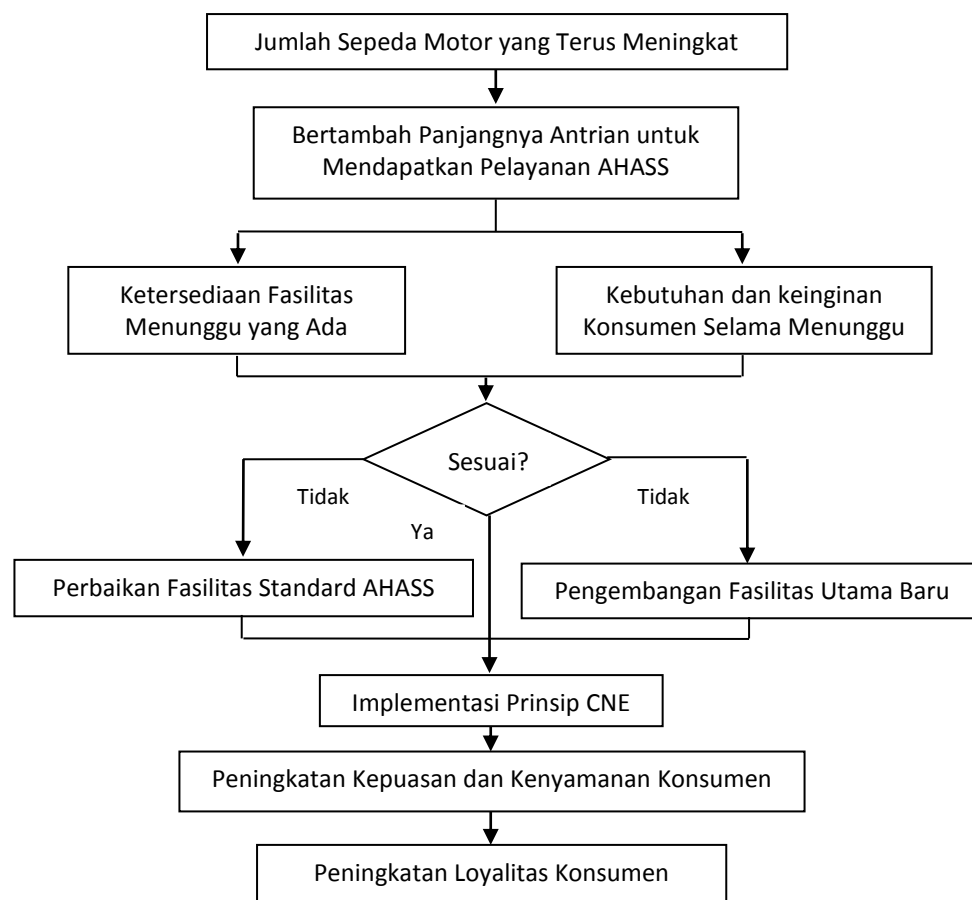 Jumlah Sepeda Motor yang Terus Meningkat
Bertambah Panjangnya Antrian untuk
Mendapatkan Pelayanan AHASS
Ketersediaan Fasilitas
Menunggu yang Ada
Kebutuhan dan keinginan
Konsumen Selama Menunggu
Sesuai?
Tidak
Tidak
Ya
Perbaikan Fasilitas Standard AHASS
Pengembangan Fasilitas Utama Baru
Implementasi Prinsip CNE
Peningkatan Kepuasan dan Kenyamanan Konsumen
Peningkatan Loyalitas Konsumen